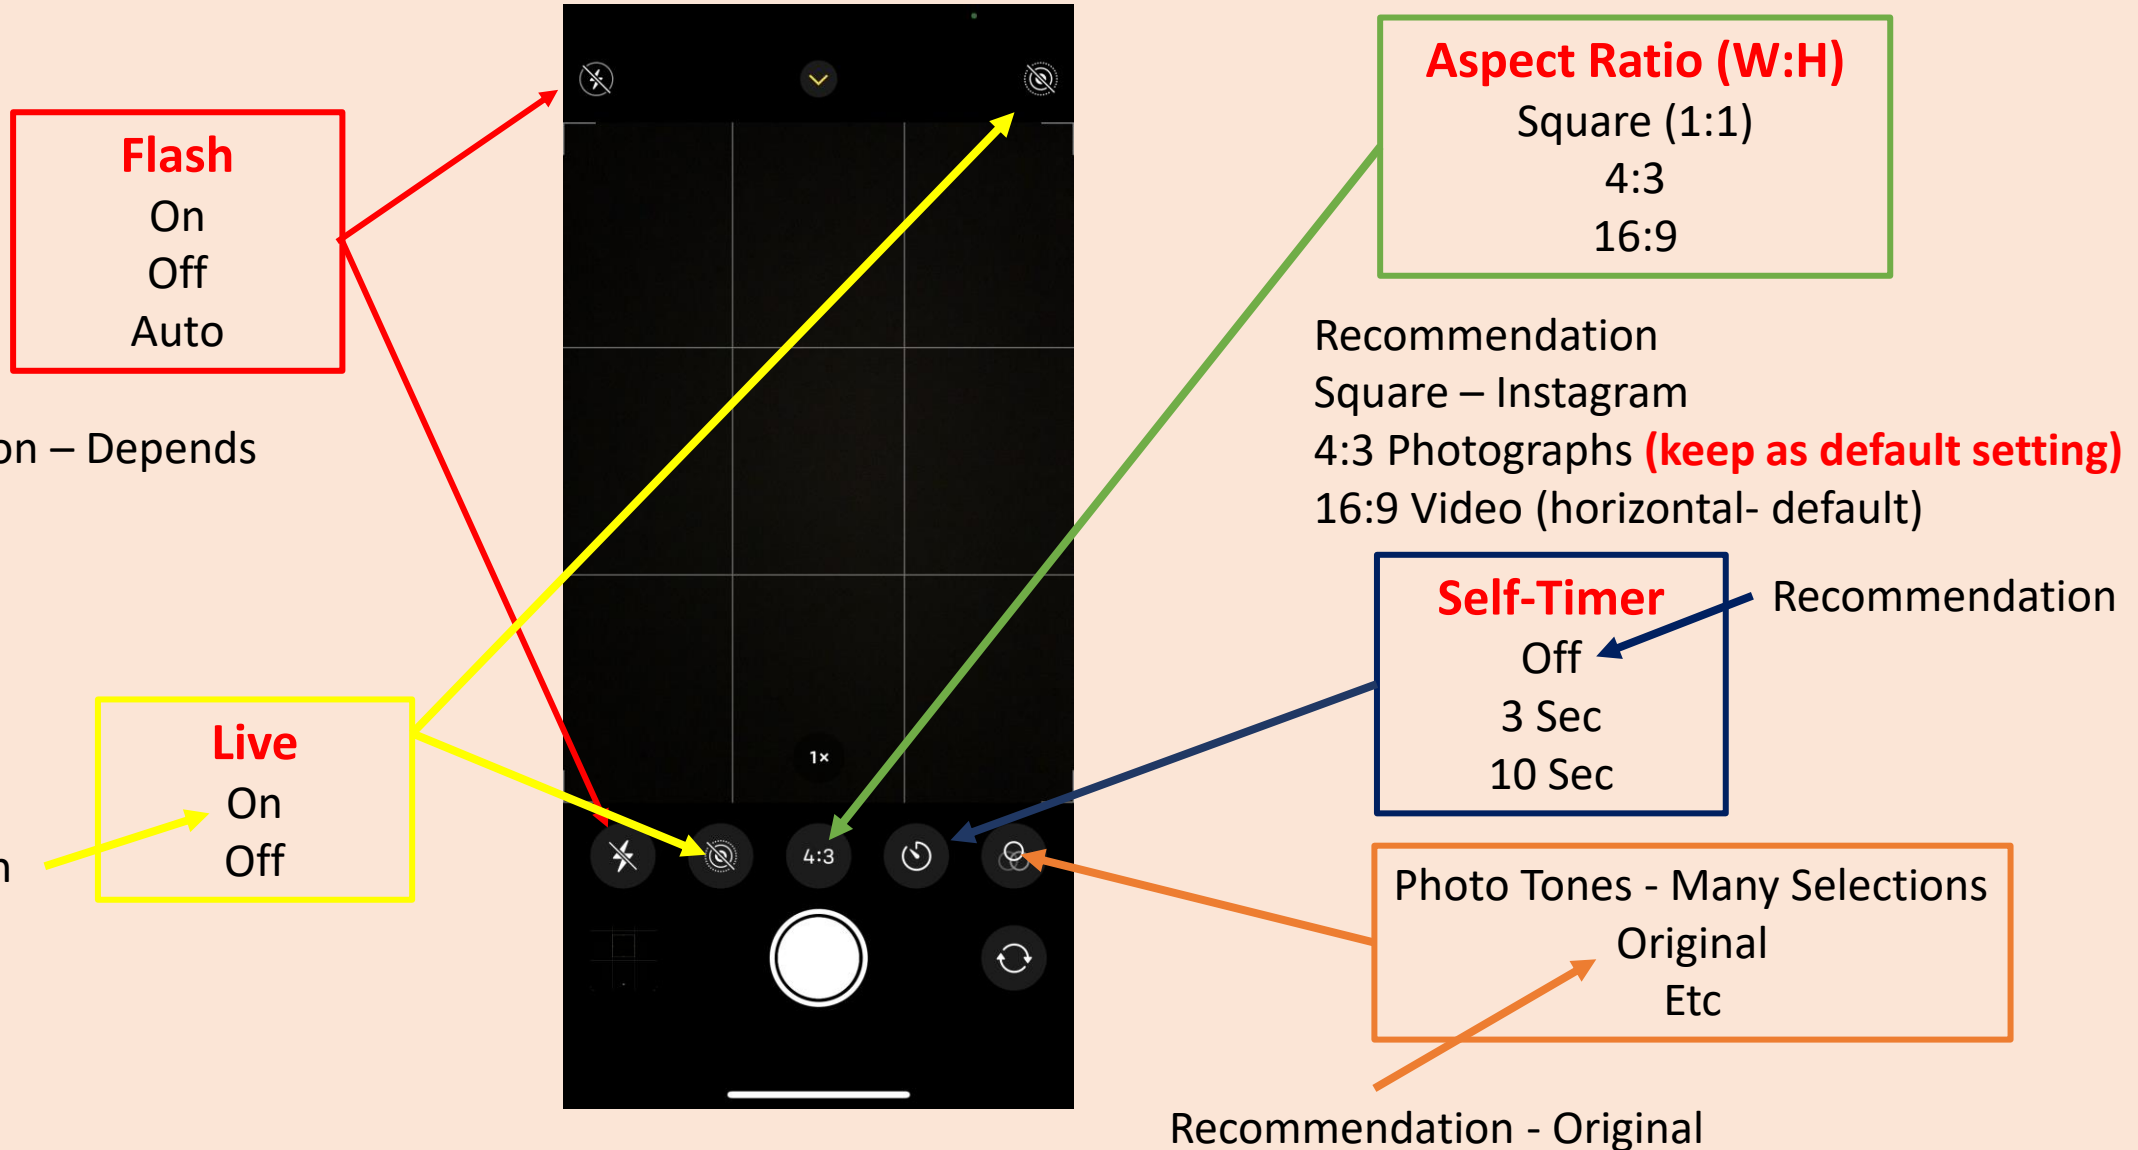 Flash
On
Off
Auto
on – Depends
Live
On
Off
n
1×
4:3
Aspect Ratio (W:H)
Square (1:1)
4:3
16:9
Recommendation
Square – Instagram
4:3 Photographs (keep as default setting)
16:9 Video (horizontal- default)
Self-Timer
Off
3 Sec
10 Sec
Recommendation
Photo Tones - Many Selections
Original
Etc
Recommendation - Original